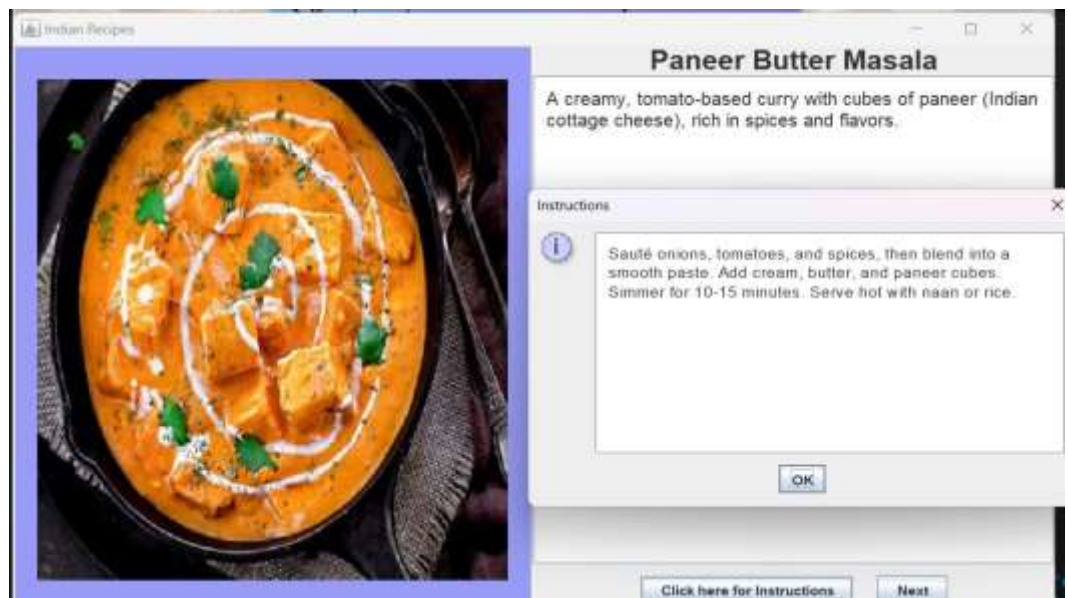 Indian Recipes
Paneer Butter Masala
A creamy, tomato-based curry with cubes of paneer (Indian
cottage cheese), rich in spices and flavors.
Instructions
Sauté onions, tomatoes, and spices, then blend into a
smooth paste. Add cream, butter, and paneer cubes.
Simmer for 10-15 minutes. Serve hot with naan or rice.
OK
Click here for Instructions
Next